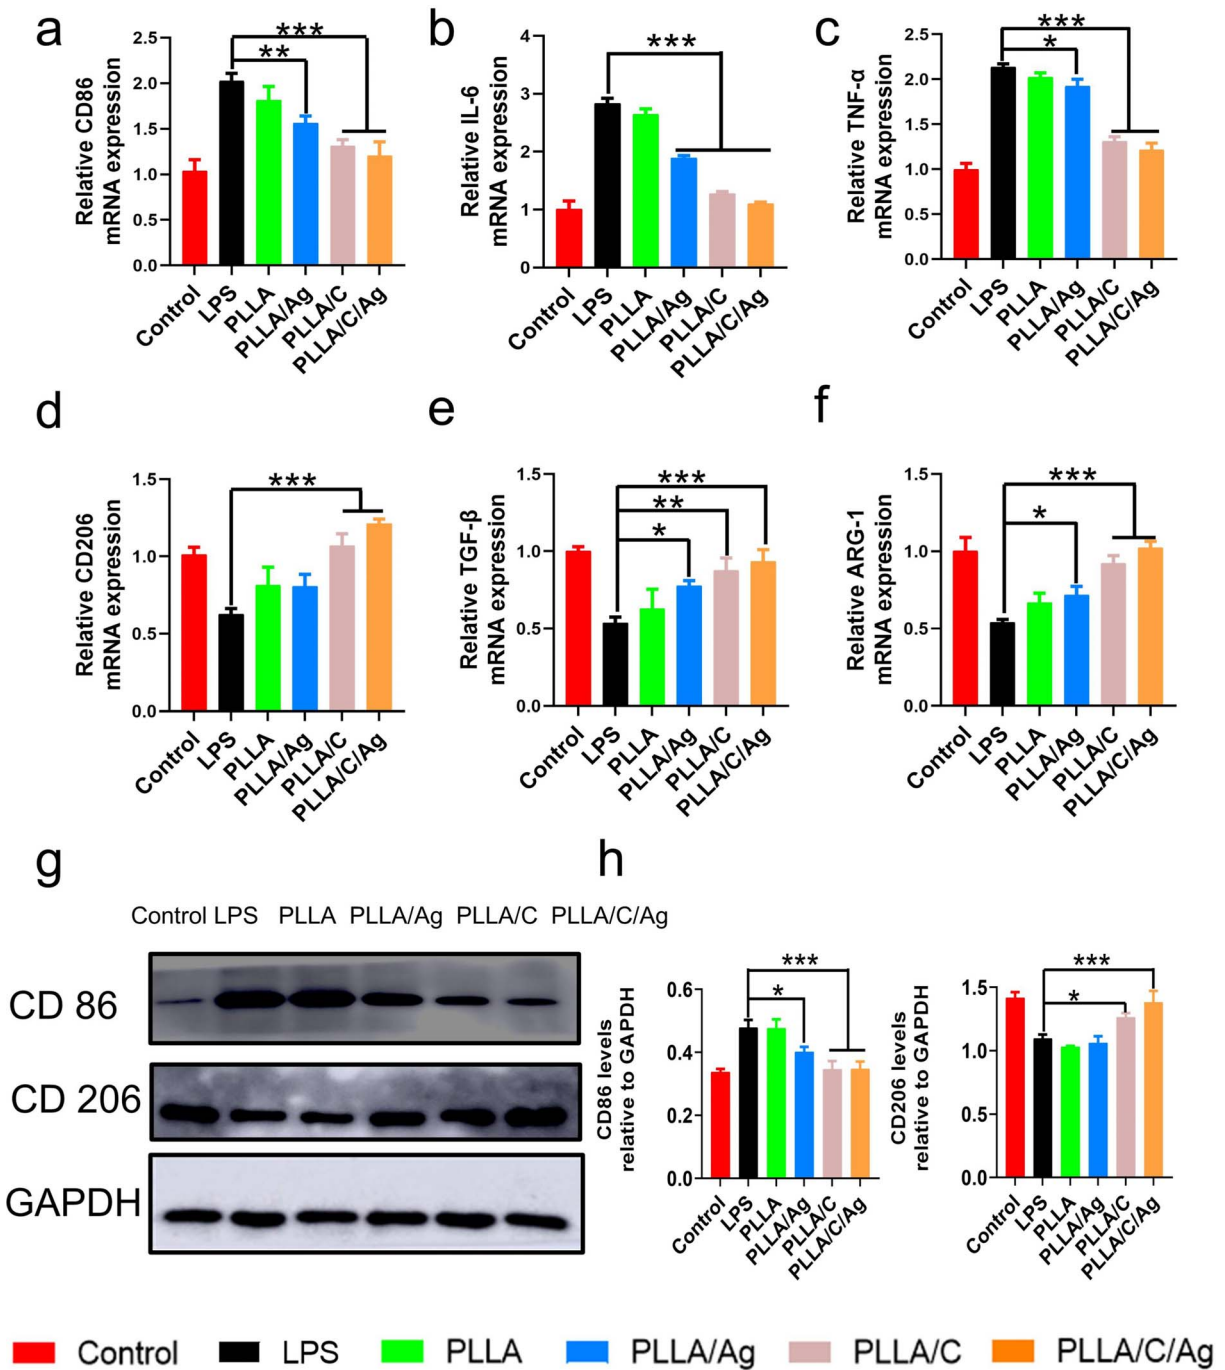 a
***
**
2.5
2.0
1.5
1.0
0.5
0.0
Relative CD86
mRNA expression
Control
LPS
PLLA
PLLA/Ag
PLLA/C
PLLA/C/Ag
b
***
4
3
2
1
0
Relative IL-6
mRNA expression
Control
LPS
PLLA
PLLA/Ag
PLLA/C
PLLA/C/Ag
c
***
*
2.5
2.0
1.5
1.0
0.5
0.0
Relative TNF-α
mRNA expression
Control
LPS
PLLA
PLLA/Ag
PLLA/C
PLLA/C/Ag
d
***
1.5
1.0
0.5
0.0
Relative CD206
mRNA expression
Control
LPS
PLLA
PLLA/Ag
PLLA/C
PLLA/C/Ag
e
***
**
*
1.5
1.0
0.5
0.0
Relative TGF-β
mRNA expression
Control
LPS
PLLA
PLLA/Ag
PLLA/C
PLLA/C/Ag
f
***
*
1.5
1.0
0.5
0.0
Relative ARG-1
mRNA expression
Control
LPS
PLLA
PLLA/Ag
PLLA/C
PLLA/C/Ag
g
Control LPS PLLA PLLA/Ag PLLA/C PLLA/C/Ag
CD 86
CD 206
GAPDH
h
***
*
0.6
0.4
0.2
0.0
CD86 levels
relative to GAPDH
Control
LPS
PLLA
PLLA/Ag
PLLA/C
PLLA/C/Ag
***
*
1.5
1.0
0.5
0.0
CD206 levels
relative to GAPDH
Control
LPS
PLLA
PLLA/Ag
PLLA/C
PLLA/C/Ag
Control LPS PLLA PLLA/Ag PLLA/C PLLA/C/Ag